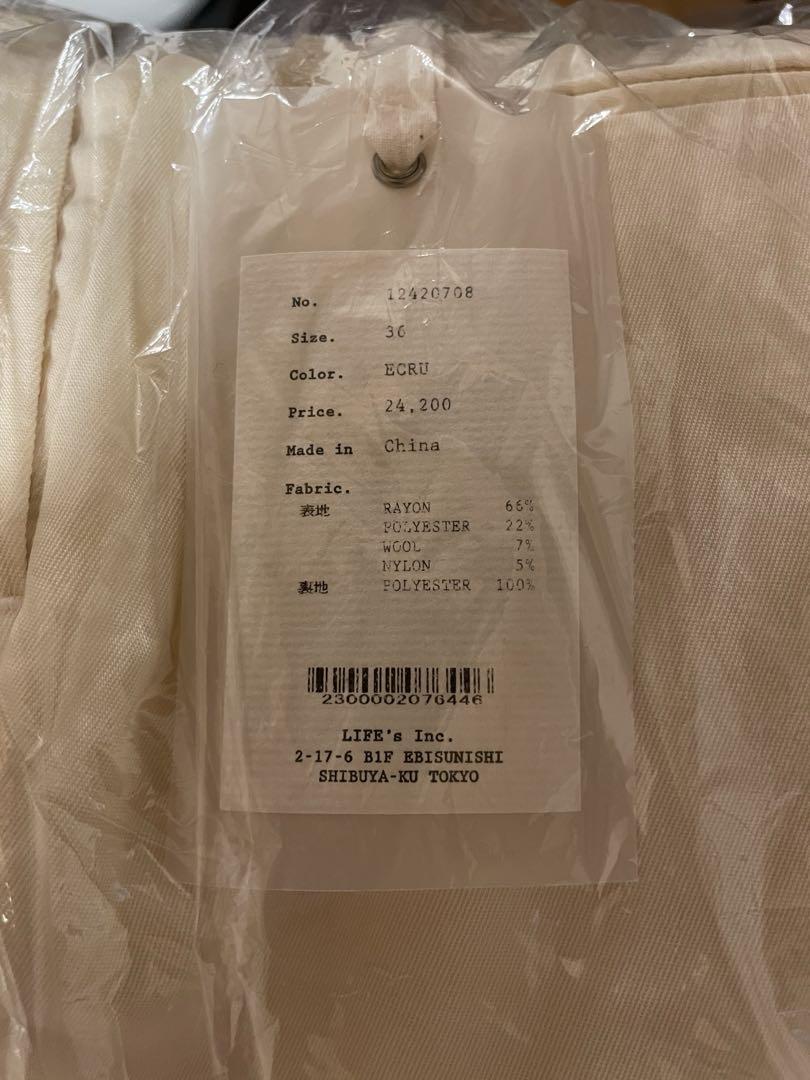 No. 12420708
Size. 36
Color. ECRU
Price. 24,200
Made in China
Fabric.
表地 RAYON 66%
POLYESTER 22%
WOOL 7%
NYLON 5%
裏地 POLYESTER 100%
2300002076446
LIFE's Inc.
2-17-6 B1F EBISUNISHI
SHIBUYA-KU TOKYO